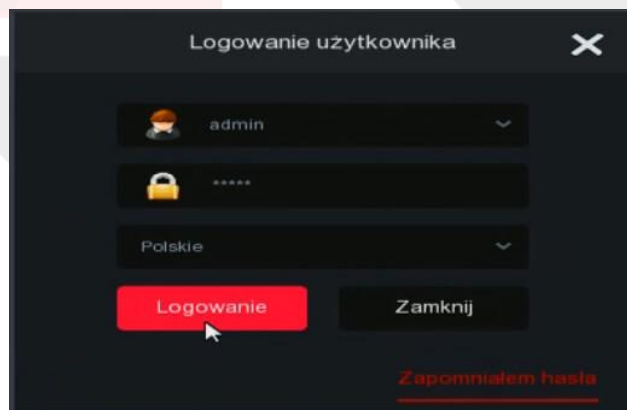 Logowanie użytkownika
admin
*****
Polskie
Logowanie
Zamknij
Zapomniałem hasła